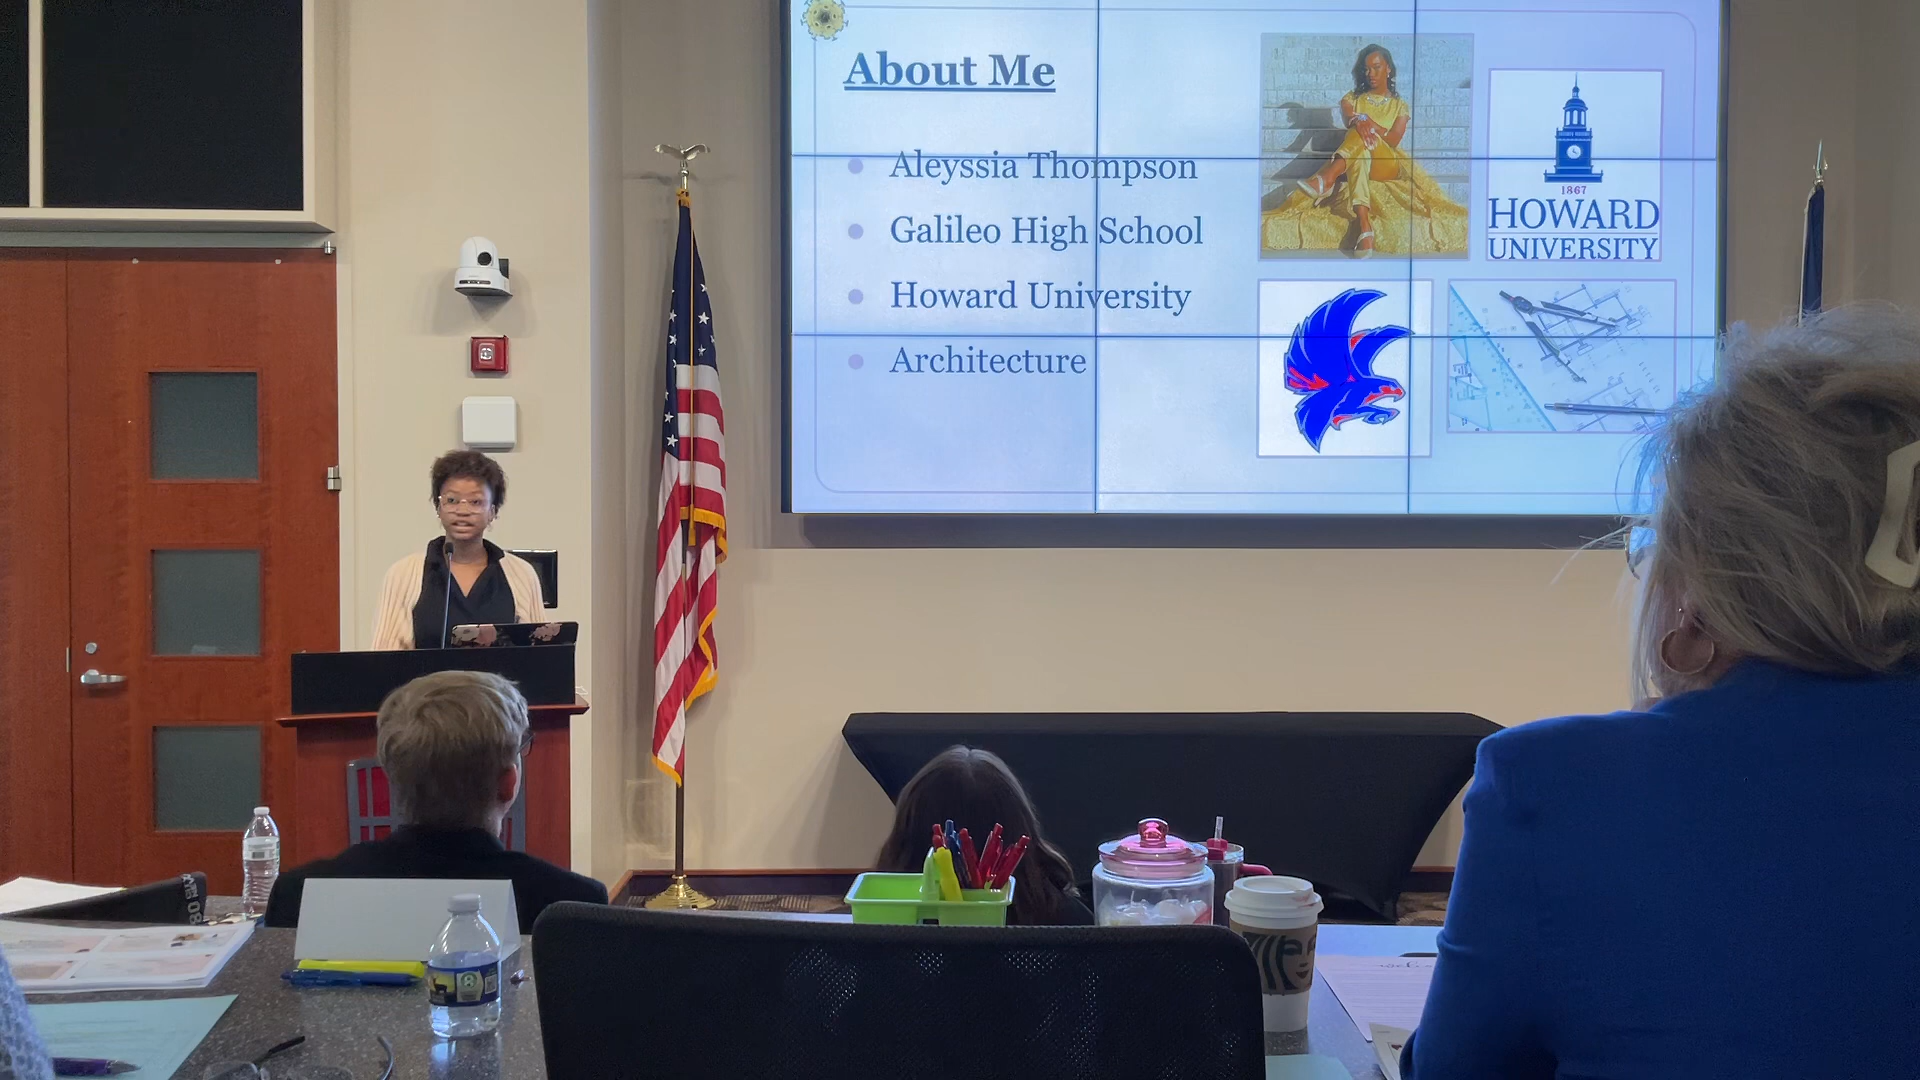 About Me
Aleyssia Thompson
Galileo High School
Howard University
Architecture
1867
HOWARD
UNIVERSITY